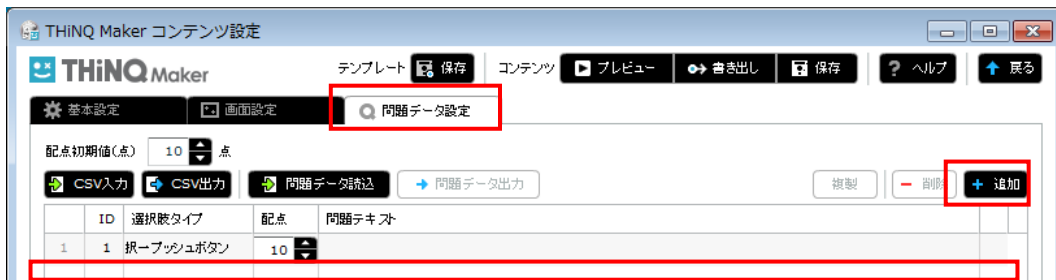 THiNQ Maker コンテンツ設定
THiNQ Maker テンプレート 保存 コンテンツ プレビュー 書き出し 保存 ? ヘルプ 戻る
基本設定 画面設定 問題データ設定
配点初期値(点) 10 点
CSV入力 CSV出力 問題データ読込 問題データ出力 複製 削除 追加
ID 選択肢タイプ 配点 問題テキスト
1 1 択一プッシュボタン 10